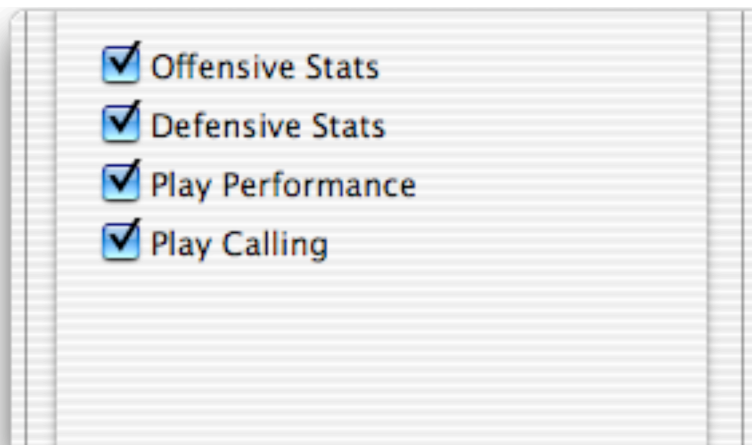 Offensive Stats
Defensive Stats
Play Performance
Play Calling